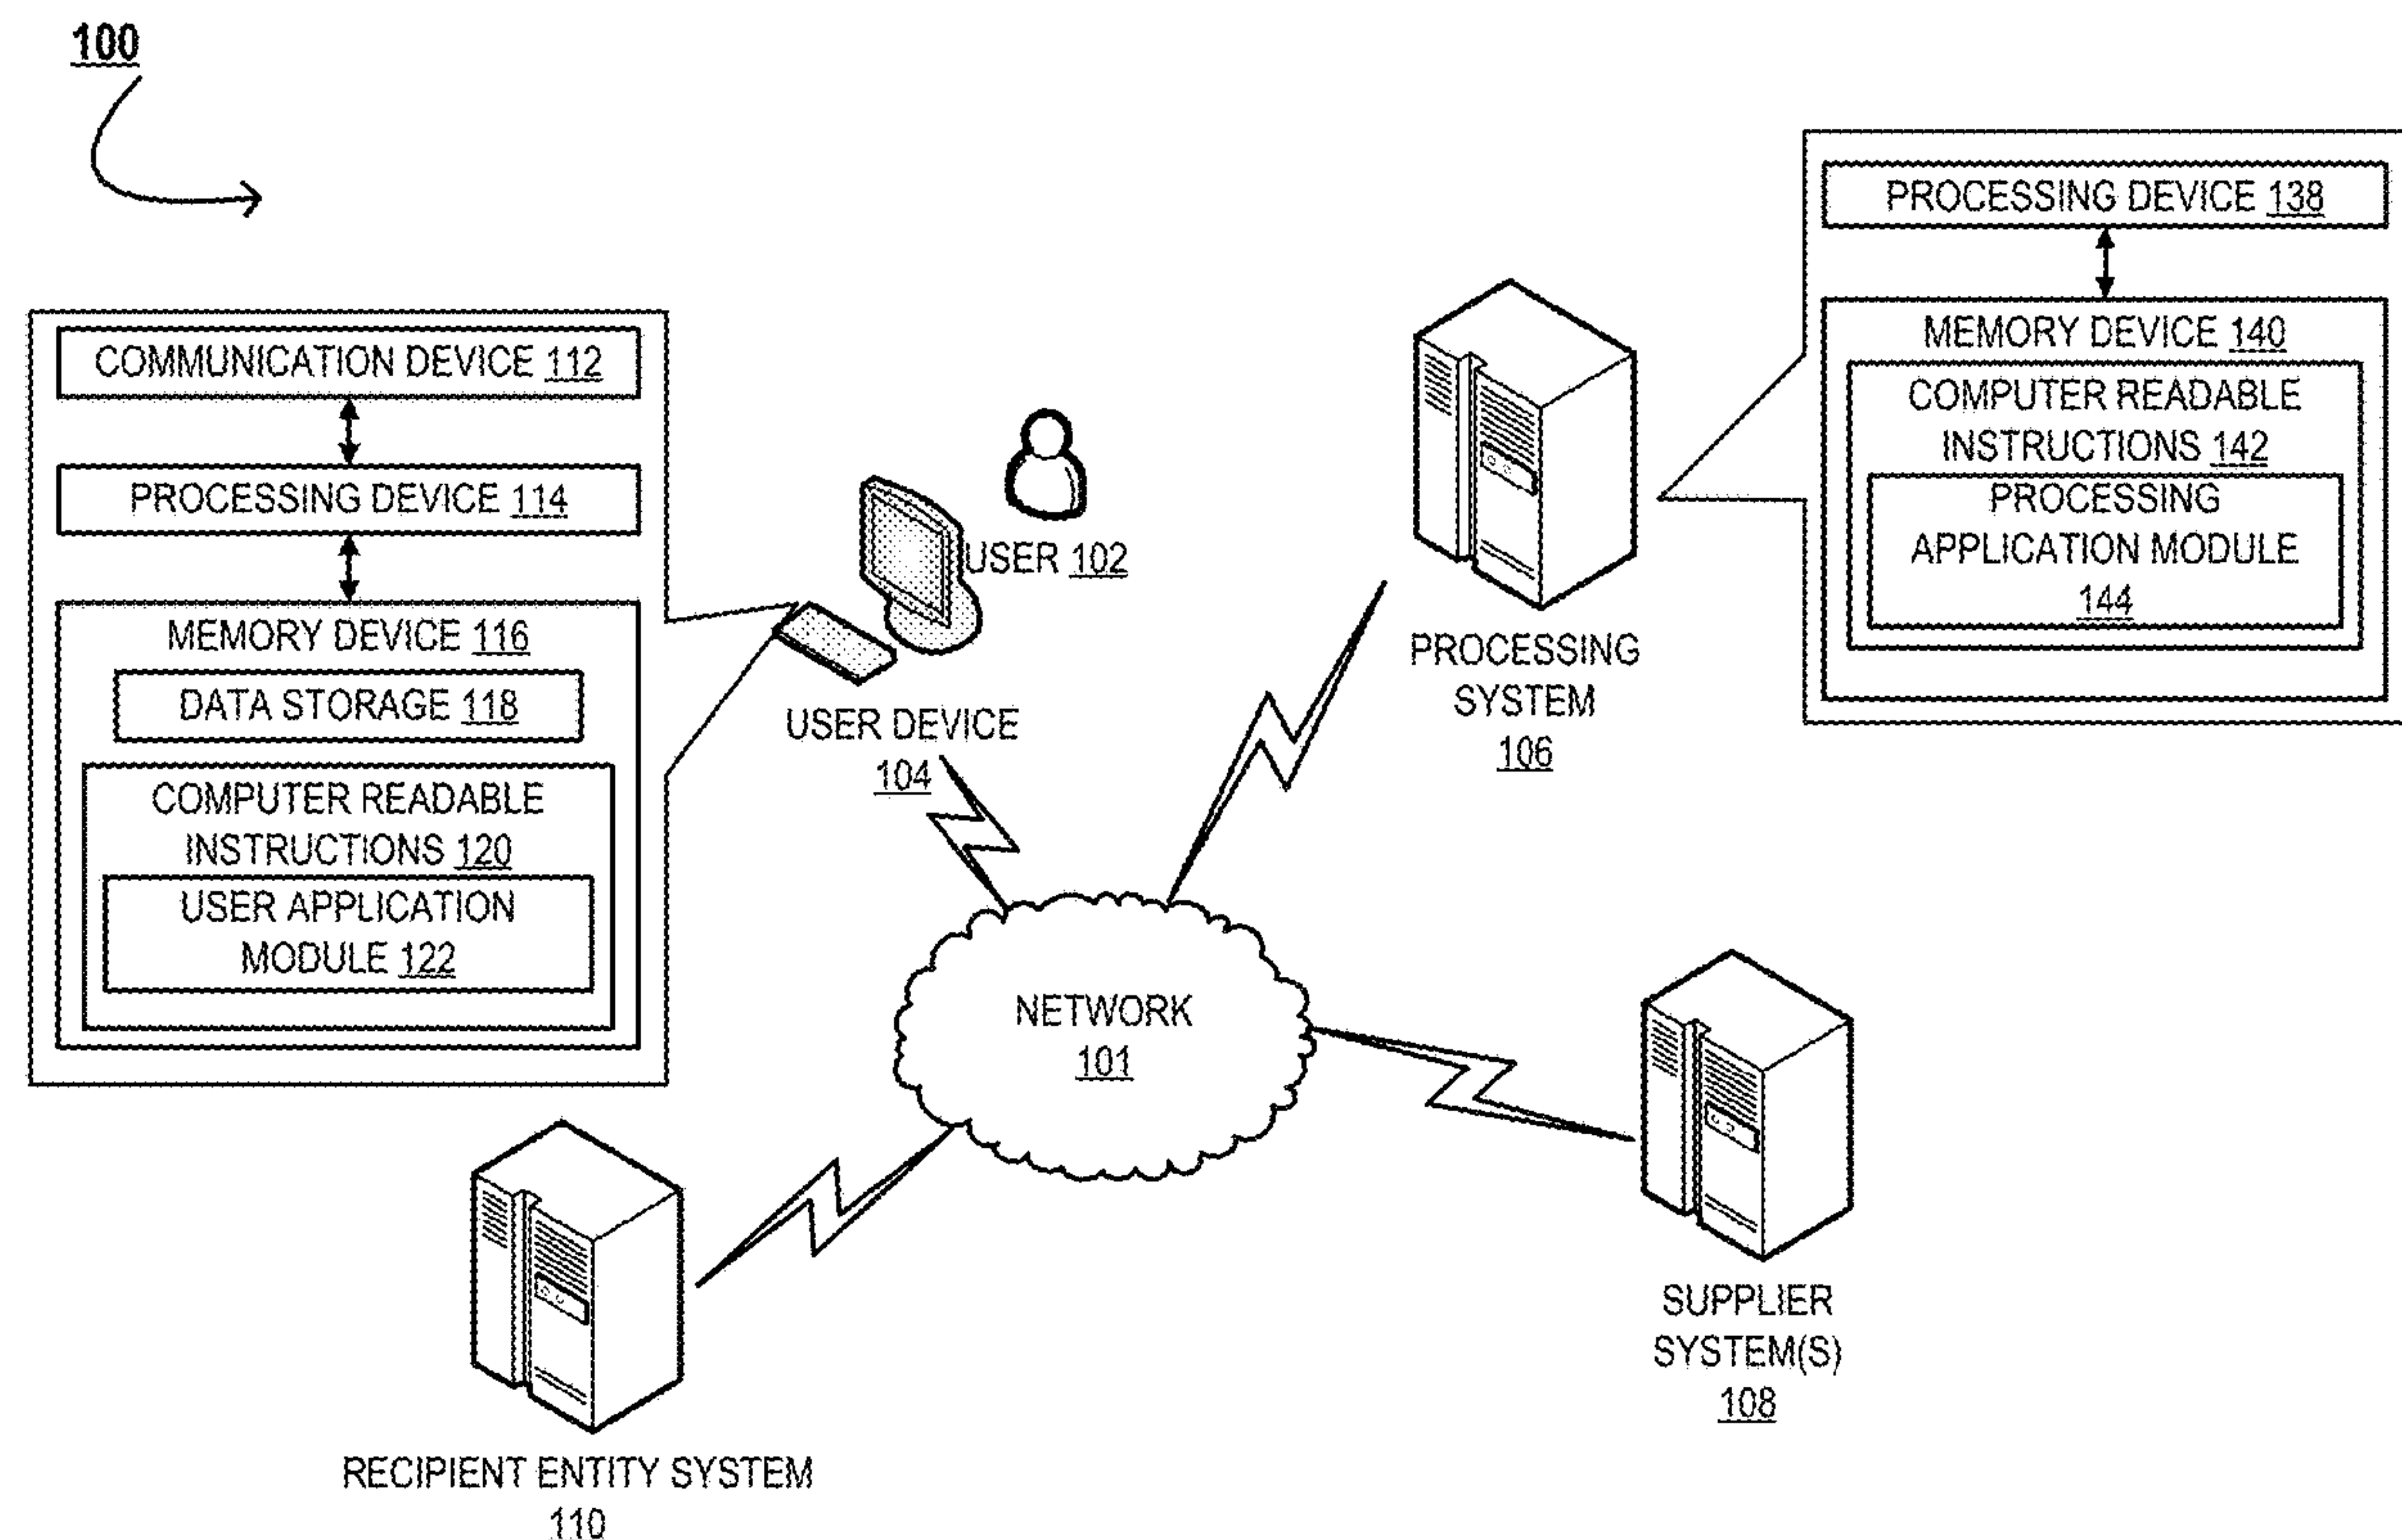 100
PROCESSING DEVICE 138
MEMORY DEVICE 140
COMPUTER READABLE
INSTRUCTIONS 142
PROCESSING
APPLICATION MODULE
144
COMMUNICATION DEVICE 112
PROCESSING DEVICE 114
MEMORY DEVICE 116
DATA STORAGE 118
COMPUTER READABLE
INSTRUCTIONS 120
USER APPLICATION
MODULE 122
USER 102
USER DEVICE
104
PROCESSING
SYSTEM
106
NETWORK
101
SUPPLIER
SYSTEM(S)
108
RECIPIENT ENTITY SYSTEM
110